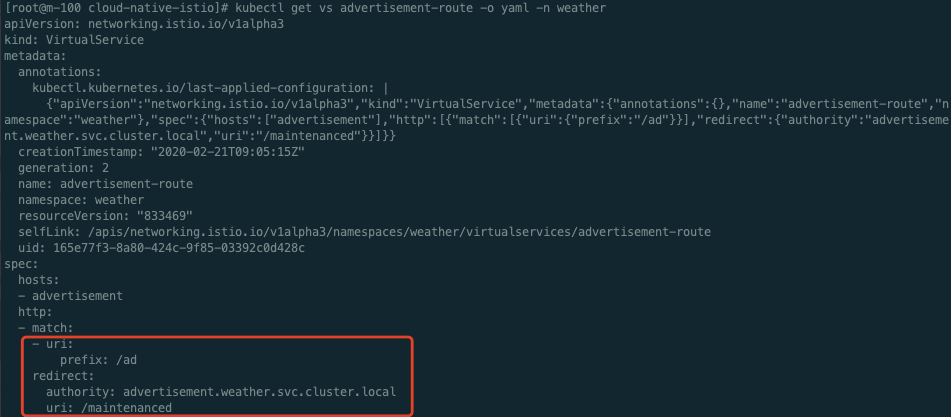 [root@m-100 cloud-native-istio]# kubectl get vs advertisement-route -o yaml -n weather
apiVersion: networking.istio.io/v1alpha3
kind: VirtualService
metadata:
  annotations:
    kubectl.kubernetes.io/last-applied-configuration: |
      {"apiVersion":"networking.istio.io/v1alpha3","kind":"VirtualService","metadata":{"annotations":{},"name":"advertisement-route","n
amespace":"weather"},"spec":{"hosts":["advertisement"],"http":[{"match":[{"uri":{"prefix":"/ad"}}],"redirect":{"authority":"advertiseme
nt.weather.svc.cluster.local","uri":"/maintenanced"}}]}}
  creationTimestamp: "2020-02-21T09:05:15Z"
  generation: 2
  name: advertisement-route
  namespace: weather
  resourceVersion: "833469"
  selfLink: /apis/networking.istio.io/v1alpha3/namespaces/weather/virtualservices/advertisement-route
  uid: 165e77f3-8a80-424c-9f85-03392c0d428c
spec:
  hosts:
  - advertisement
  http:
  - match:
    - uri:
        prefix: /ad
    redirect:
      authority: advertisement.weather.svc.cluster.local
      uri: /maintenanced